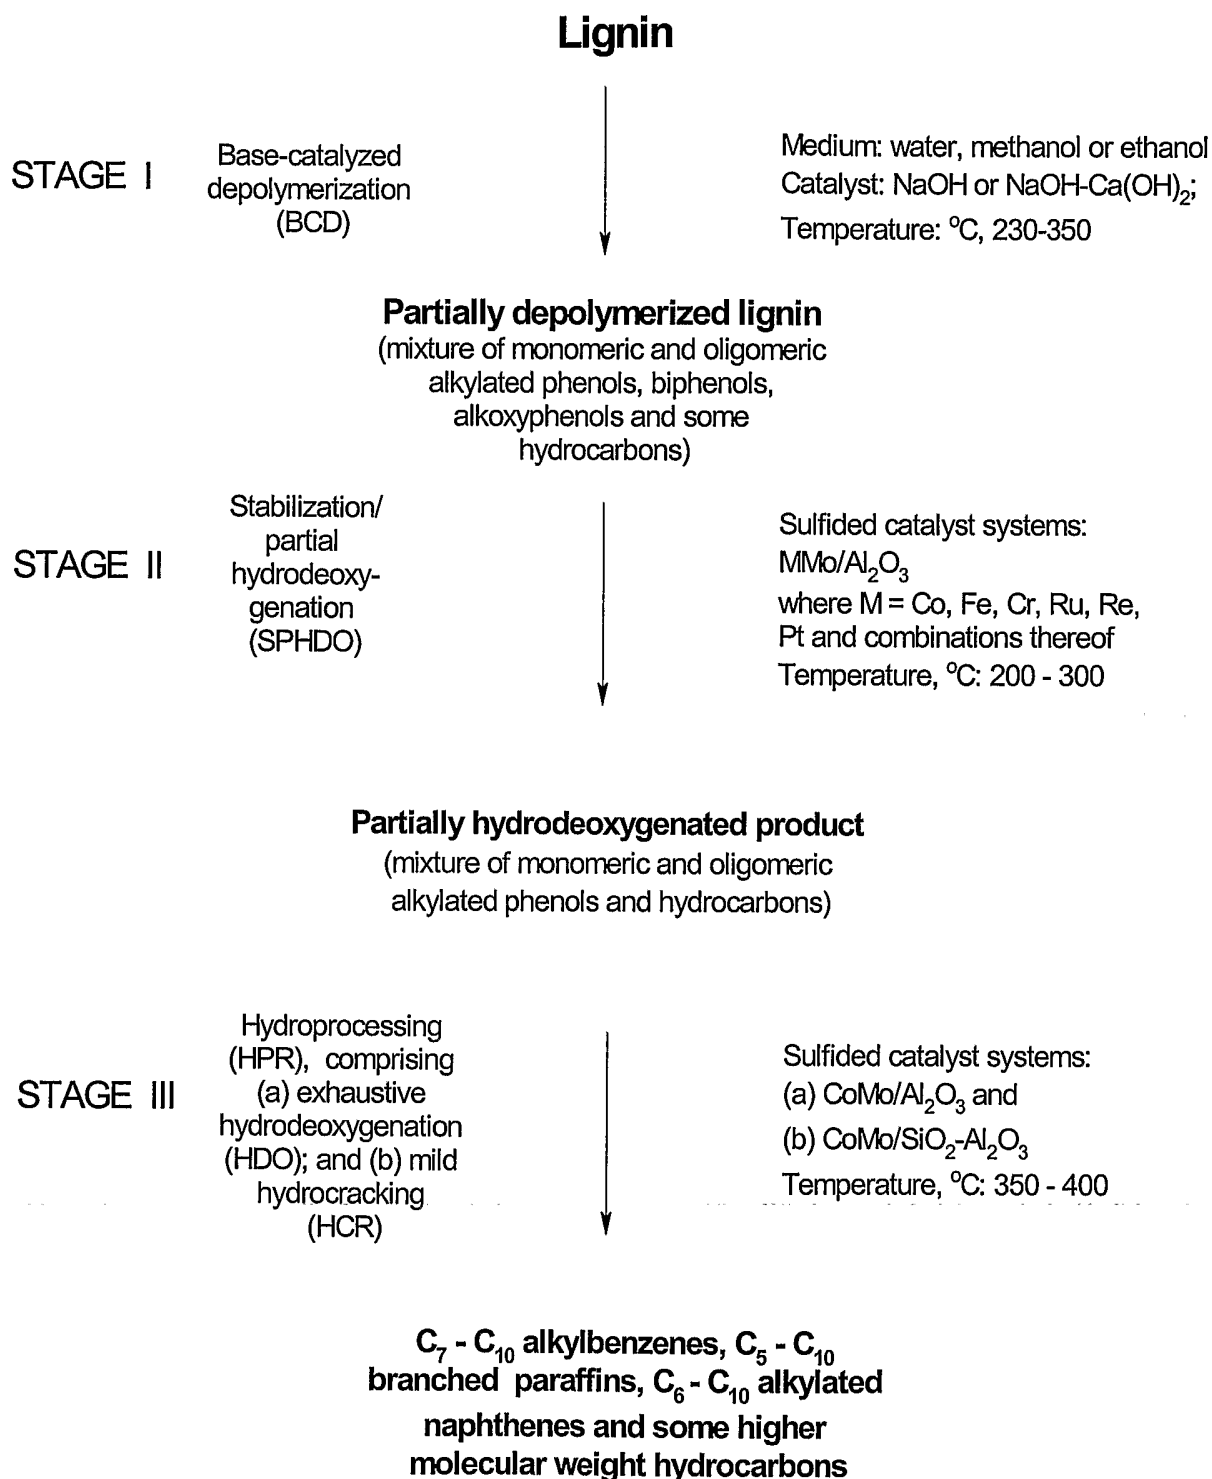 Lignin
STAGE I
Base-catalyzed
depolymerization
(BCD)
Medium: water, methanol or ethanol
Catalyst: NaOH or NaOH-Ca(OH)₂;
Temperature: ºC, 230-350
Partially depolymerized lignin
(mixture of monomeric and oligomeric
alkylated phenols, biphenols,
alkoxyphenols and some
hydrocarbons)
STAGE II
Stabilization/
partial
hydrodeoxy-
genation
(SPHDO)
Sulfided catalyst systems:
MMo/Al₂O₃
where M = Co, Fe, Cr, Ru, Re,
Pt and combinations thereof
Temperature, ºC: 200 - 300
Partially hydrodeoxygenated product
(mixture of monomeric and oligomeric
alkylated phenols and hydrocarbons)
STAGE III
Hydroprocessing
(HPR), comprising
(a) exhaustive
hydrodeoxygenation
(HDO); and (b) mild
hydrocracking
(HCR)
Sulfided catalyst systems:
(a) CoMo/Al₂O₃ and
(b) CoMo/SiO₂-Al₂O₃
Temperature, ºC: 350 - 400
C₇ - C₁₀ alkylbenzenes, C₅ - C₁₀
branched paraffins, C₆ - C₁₀ alkylated
naphthenes and some higher
molecular weight hydrocarbons